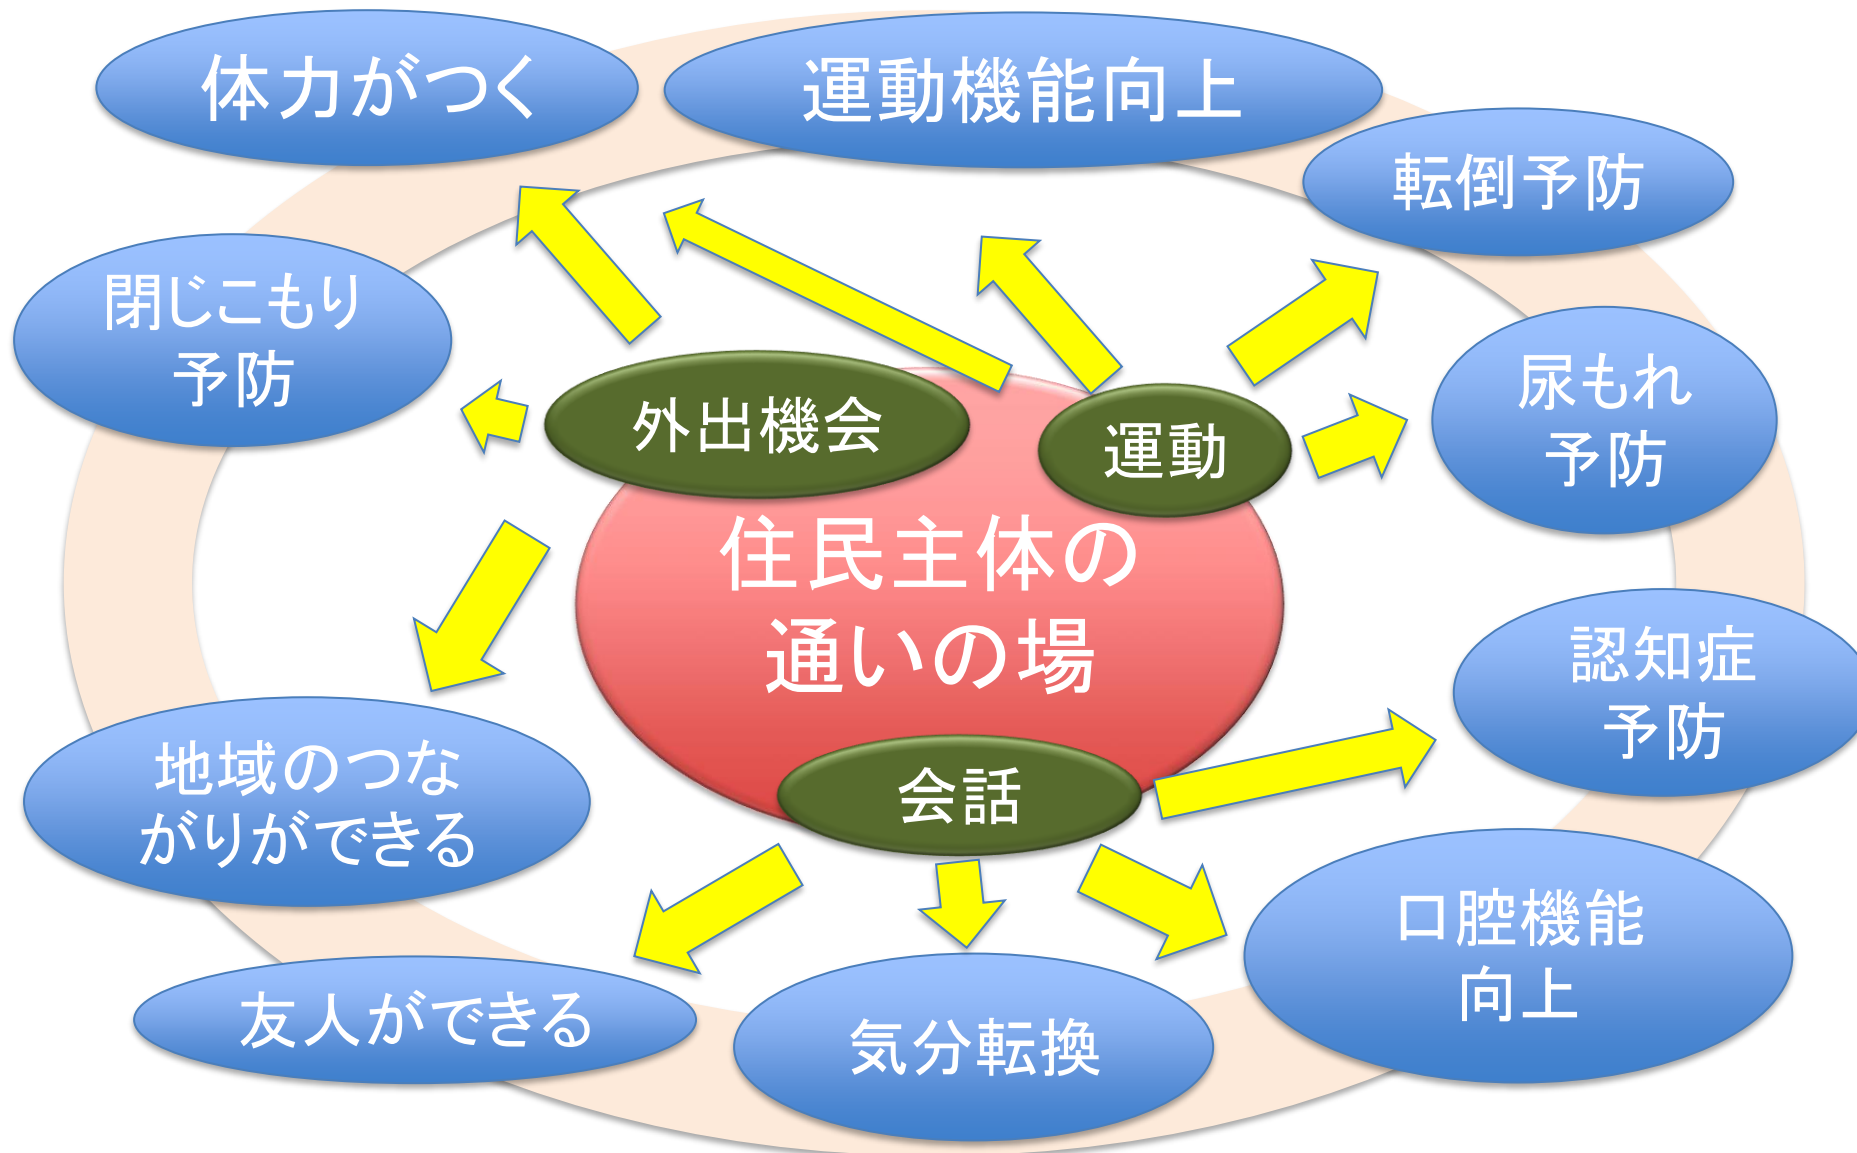 体力がつく
運動機能向上
転倒予防
閉じこもり
予防
尿もれ
予防
外出機会
運動
住民主体の
通いの場
認知症
予防
地域のつな
がりができる
会話
口腔機能
向上
友人ができる
気分転換